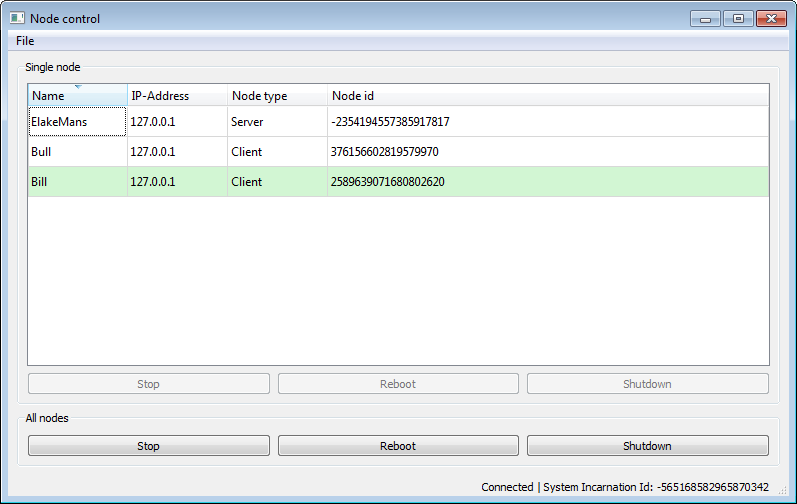 Node control
File
Single node
Name IP-Address Node type Node id
ElakeMans 127.0.0.1 Server -2354194557385917817
Bull 127.0.0.1 Client 376156602819579970
Bill 127.0.0.1 Client 2589639071680802620
Stop Reboot Shutdown
All nodes
Stop Reboot Shutdown
Connected | System Incarnation Id: -565168582965870342